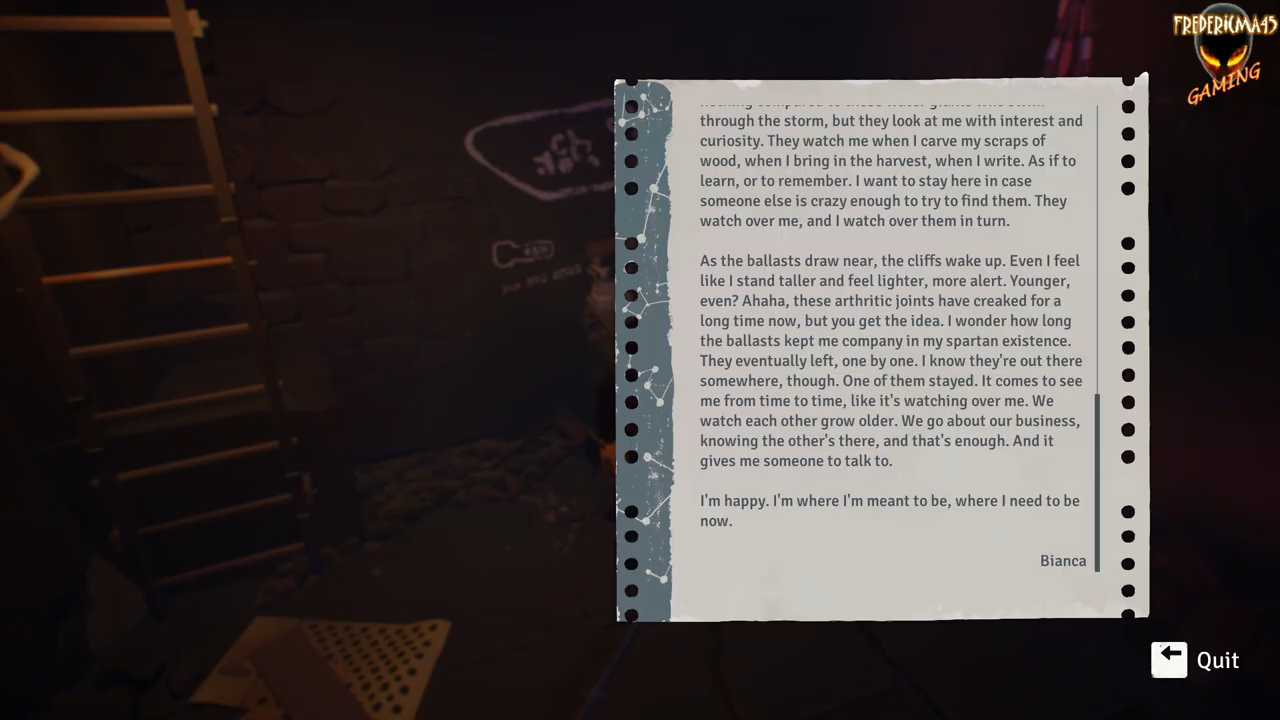 FREDERICMA45
GAMING
through the storm, but they look at me with interest and
curiosity. They watch me when I carve my scraps of
wood, when I bring in the harvest, when I write. As if to
learn, or to remember. I want to stay here in case
someone else is crazy enough to try to find them. They
watch over me, and I watch over them in turn.
As the ballasts draw near, the cliffs wake up. Even I feel
like I stand taller and feel lighter, more alert. Younger,
even? Ahaha, these arthritic joints have creaked for a
long time now, but you get the idea. I wonder how long
the ballasts kept me company in my spartan existence.
They eventually left, one by one. I know they're out there
somewhere, though. One of them stayed. It comes to see
me from time to time, like it's watching over me. We
watch each other grow older. We go about our business,
knowing the other's there, and that's enough. And it
gives me someone to talk to.
I'm happy. I'm where I'm meant to be, where I need to be
now.
Bianca
Quit